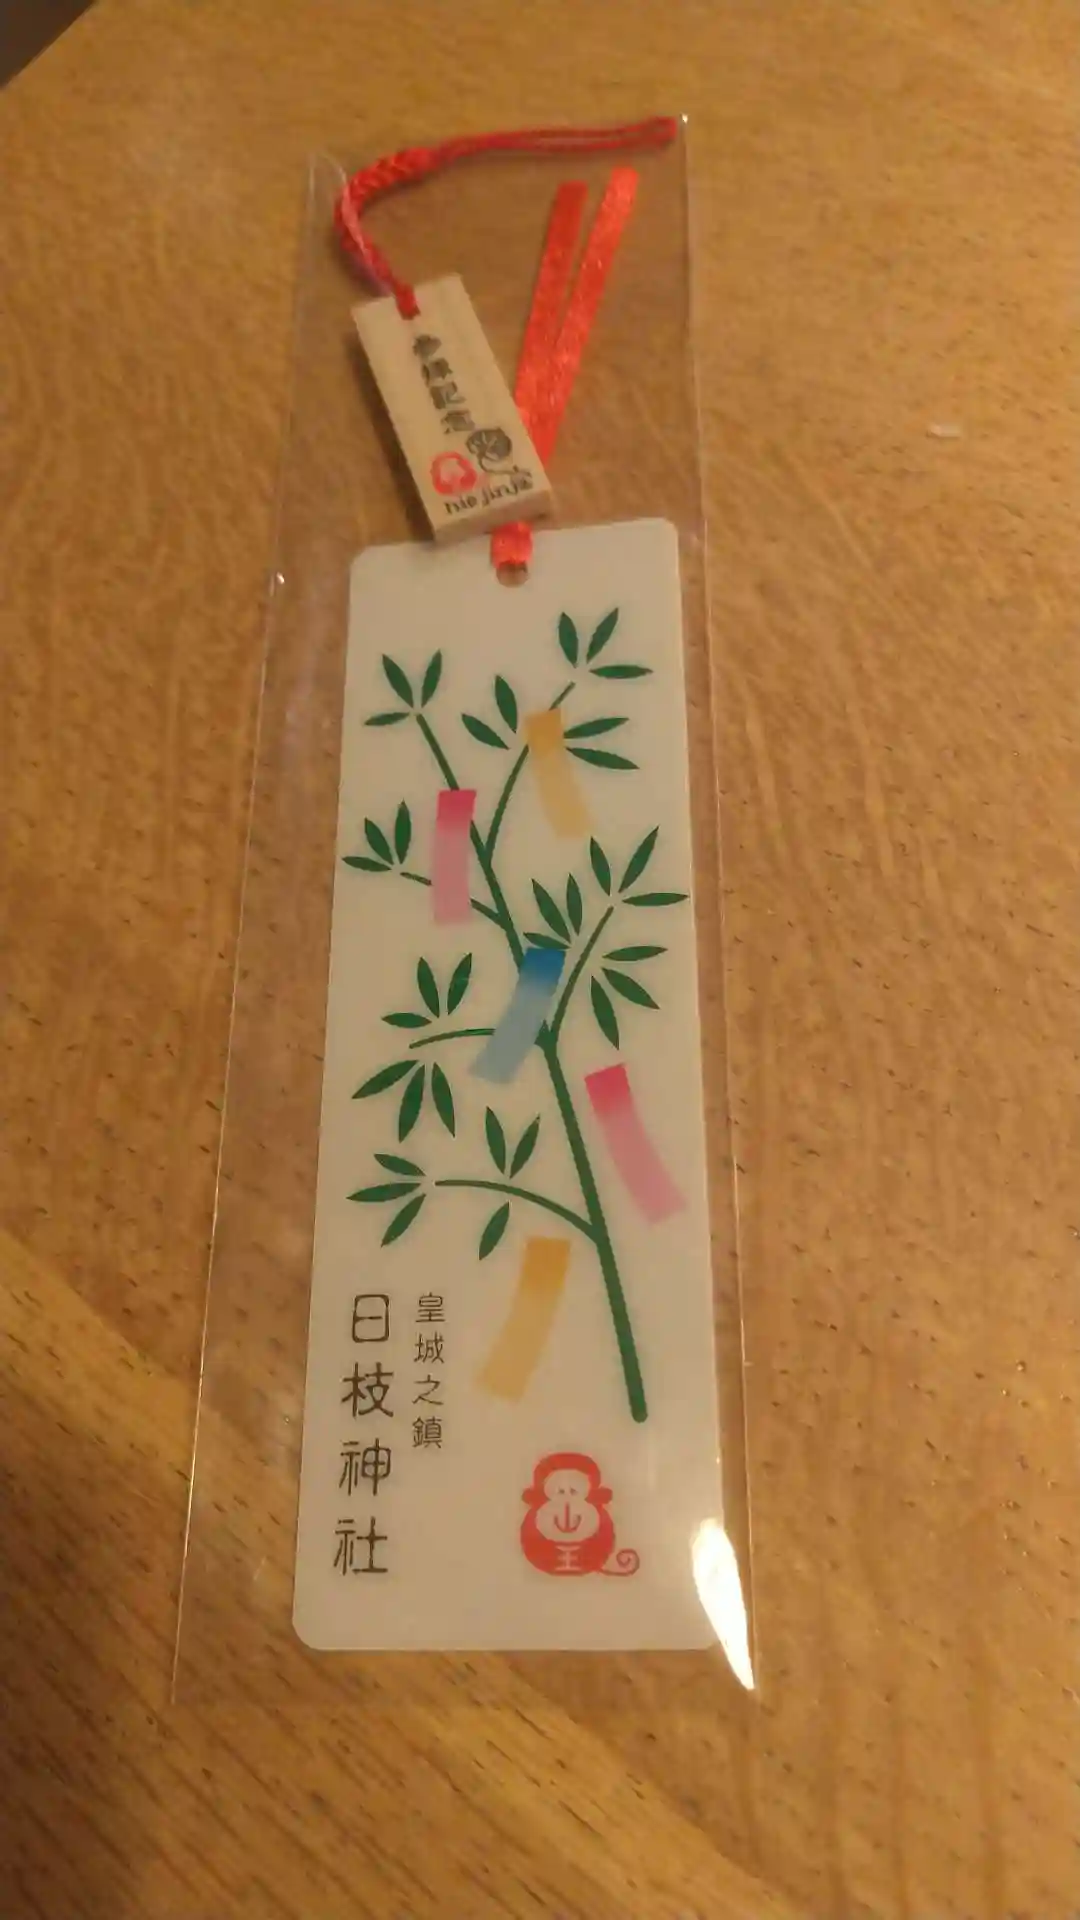 参拝記念
hie jinja
皇城之鎮
日枝神社
山
王